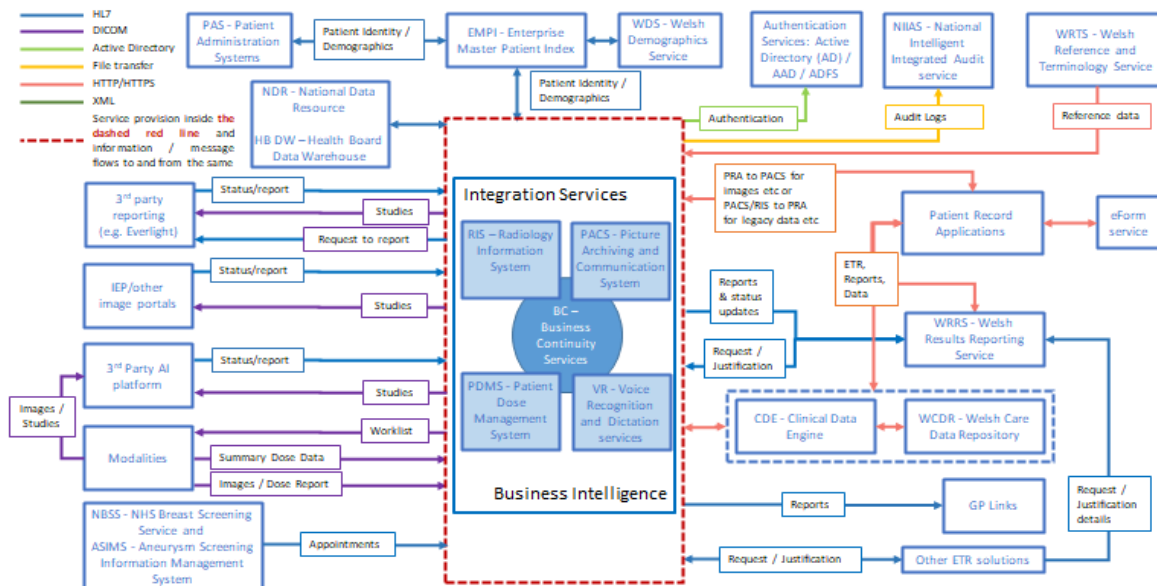 HL7
DICOM
Active Directory
File transfer
HTTP/HTTPS
XML
Service provision inside the
dashed red line and
information / message
flows to and from the same
PAS - Patient
Administration
Systems
Patient Identity /
Demographics
EMPI - Enterprise
Master Patient Index
WDS - Welsh
Demographics
Service
Authentication
Services: Active
Directory (AD) /
AAD / ADFS
NIIAS - National
Intelligent
Integrated Audit
service
WRTS - Welsh
Reference and
Terminology Service
NDR - National Data
Resource
HB DW – Health Board
Data Warehouse
Patient Identity /
Demographics
Authentication
Audit Logs
Reference data
3rd party
reporting
(e.g. Everlight)
Status/report
Studies
Request to report
IEP/other
image portals
Status/report
Studies
3rd Party AI
platform
Status/report
Studies
Images /
Studies
Modalities
Worklist
Summary Dose Data
Images / Dose Report
NBSS - NHS Breast Screening
Service and
ASIMS - Aneurysm Screening
Information Management
System
Appointments
Integration Services
RIS – Radiology
Information
System
PACS - Picture
Archiving and
Communication
System
BC –
Business
Continuity
Services
PDMS - Patient
Dose
Management
System
VR - Voice
Recognition
and Dictation
services
Business Intelligence
PRA to PACS for
images etc or
PACS/RIS to PRA
for legacy data etc
Patient Record
Applications
eForm
service
ETR,
Reports,
Data
Reports
& status
updates
Request /
Justification
WRRS - Welsh
Results Reporting
Service
CDE - Clinical Data
Engine
WCDR - Welsh Care
Data Repository
Reports
GP Links
Request /
Justification
details
Request / Justification
Other ETR solutions